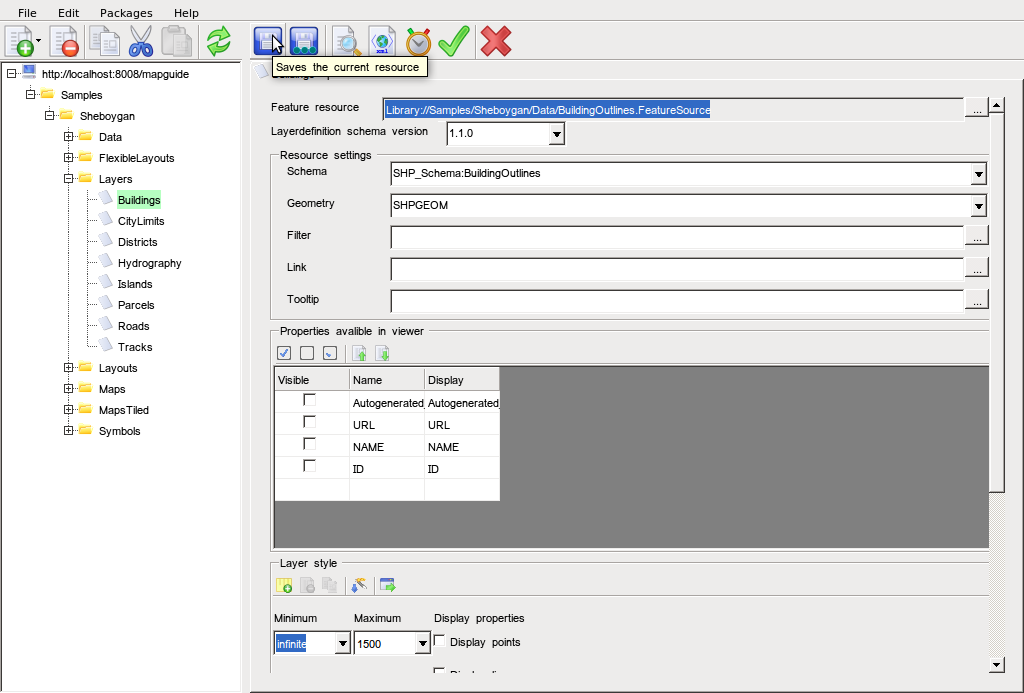 File Edit Packages Help
Saves the current resource
http://localhost:8008/mapguide
Samples
Sheboygan
Data
FlexibleLayouts
Layers
Buildings
CityLimits
Districts
Hydrography
Islands
Parcels
Roads
Tracks
Layouts
Maps
MapsTiled
Symbols
Feature resource Library://Samples/Sheboygan/Data/BuildingOutlines.FeatureSource ...
Layerdefinition schema version 1.1.0
Resource settings
Schema SHP_Schema:BuildingOutlines
Geometry SHPGEOM
Filter ...
Link ...
Tooltip ...
Properties avalible in viewer
Visible Name Display
Autogenerated_ Autogenerated_
URL URL
NAME NAME
ID ID
Layer style
Minimum Maximum Display properties
infinite 1500 Display points